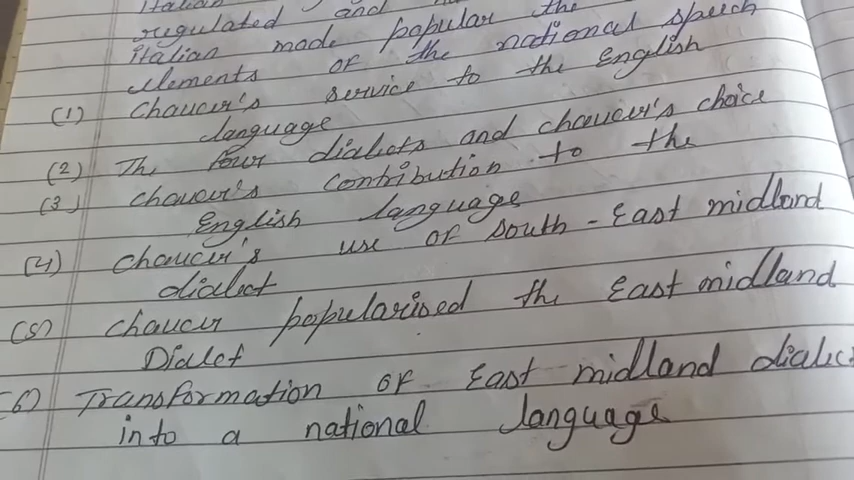 Italian
regulated and
italian made popular the
elements of the national speech
(1) Chaucer's service to the English
language
(2) The four dialects and chaucer's choice
(3) chaucer's contribution to the
English language
(4) chaucer's use of south-East midland
dialect
(5) chaucer popularised the East midland
Dialet
(6) Transformation of East midland dialect
into a national language